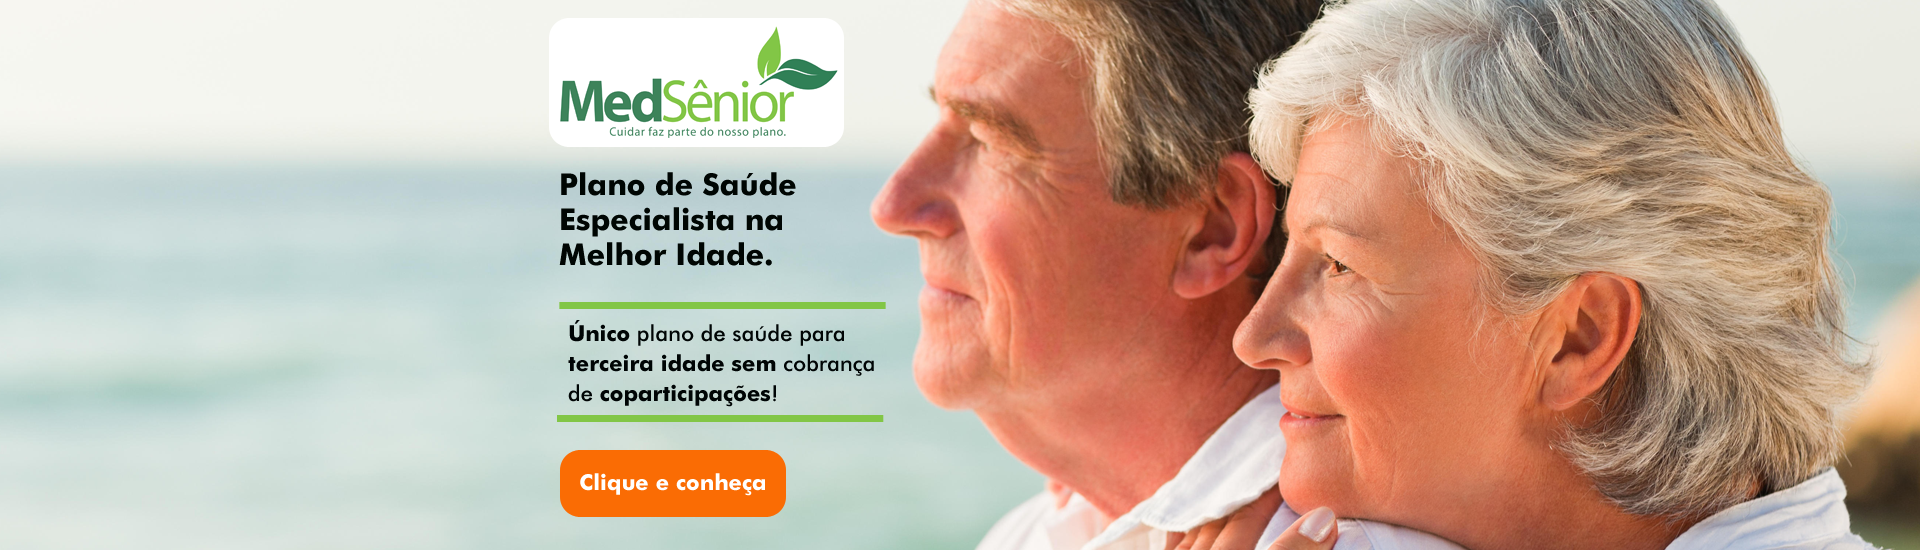 MedSênior
Cuidar faz parte do nosso plano.
Plano de Saúde
Especialista na
Melhor Idade.
Único plano de saúde para
terceira idade sem cobrança
de coparticipações!
Clique e conheça